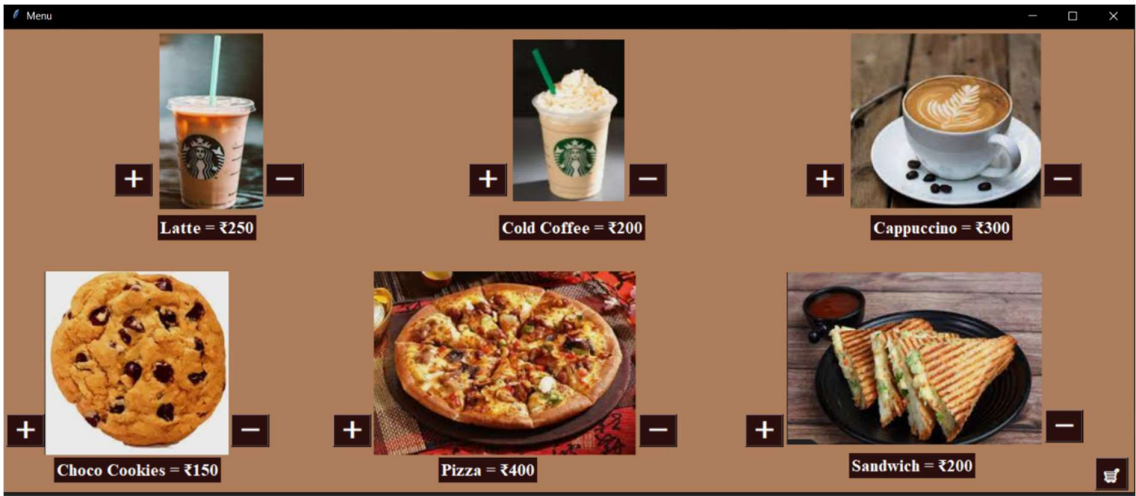 Menu
+
−
Latte = ₹250
+
−
Cold Coffee = ₹200
+
−
Cappuccino = ₹300
+
−
Choco Cookies = ₹150
+
−
Pizza = ₹400
+
−
Sandwich = ₹200